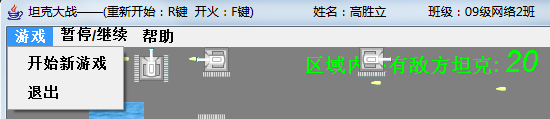 坦克大战——(重新开始：R键 开火：F键) 姓名：高胜立 班级：09级网络2班
游戏 暂停/继续 帮助
开始新游戏
退出
区域内 有敌方坦克: 20